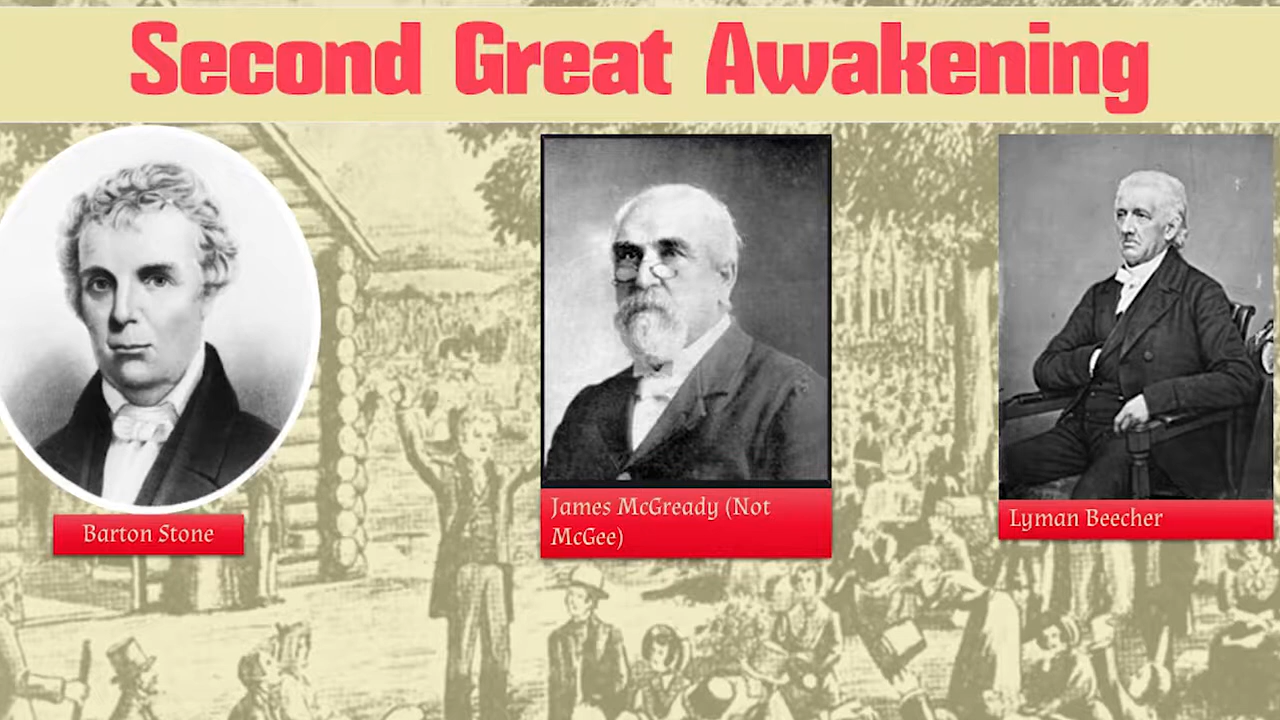 Second Great Awakening
Barton Stone
James McGready (Not
McGee)
Lyman Beecher